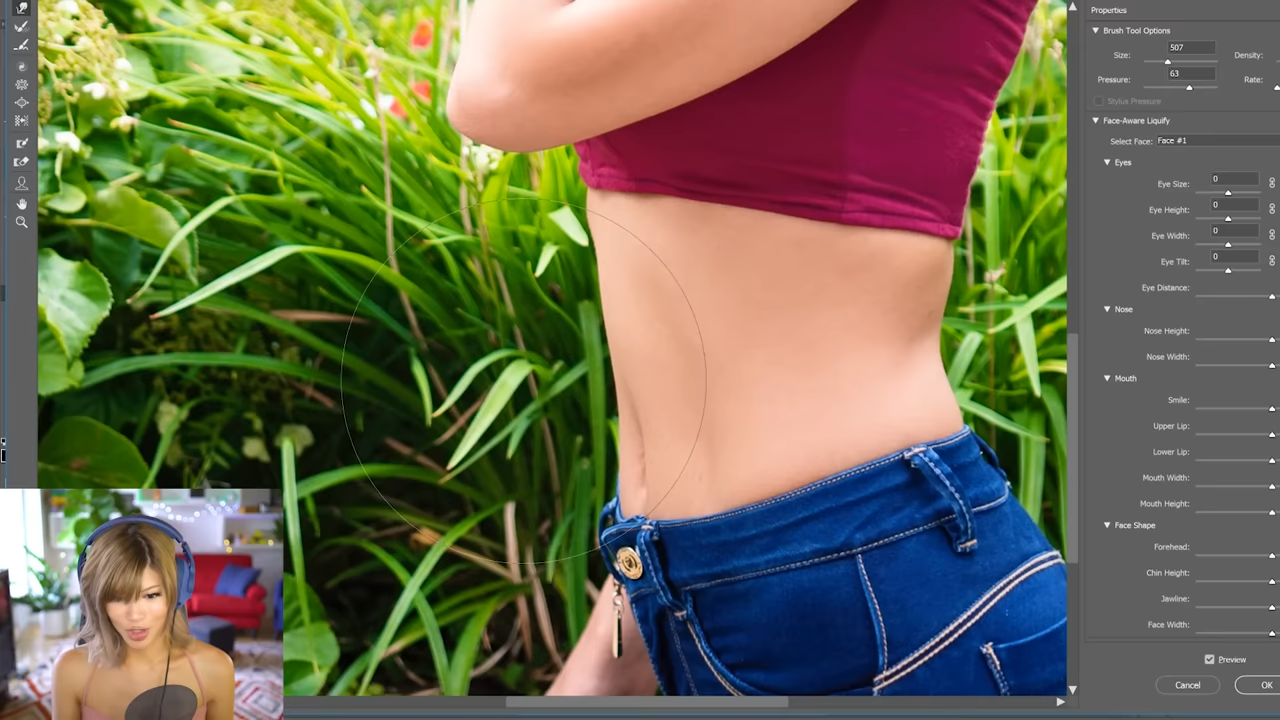 Properties
Brush Tool Options
Size: 507 Density:
Pressure: 63 Rate:
Stylus Pressure
Face-Aware Liquify
Select Face: Face #1
Eyes
Eye Size: 0
Eye Height: 0
Eye Width: 0
Eye Tilt: 0
Eye Distance:
Nose
Nose Height:
Nose Width:
Mouth
Smile:
Upper Lip:
Lower Lip:
Mouth Width:
Mouth Height:
Face Shape
Forehead:
Chin Height:
Jawline:
Face Width:
Preview
Cancel OK